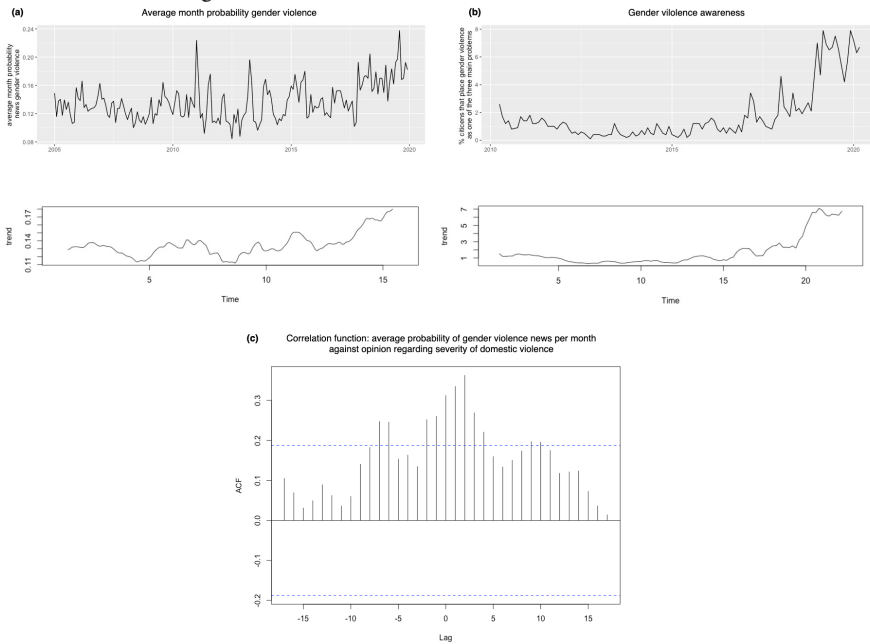 (a)
Average month probability gender violence
average month probability
news gender violence
0.24
0.20
0.16
0.12
0.08
2005
2010
2015
2020
trend
0.17
0.14
0.11
5
10
15
Time
(b)
Gender vilolence awareness
% citicens that place gender violence
as one of the three main problems
8
6
4
2
0
2010
2015
2020
trend
7
5
3
1
5
10
15
20
Time
(c)
Correlation function: average probability of gender violence news per month
against opinion regarding severity of domestic violence
ACF
0.3
0.2
0.1
0.0
-0.1
-0.2
-15
-10
-5
0
5
10
15
Lag